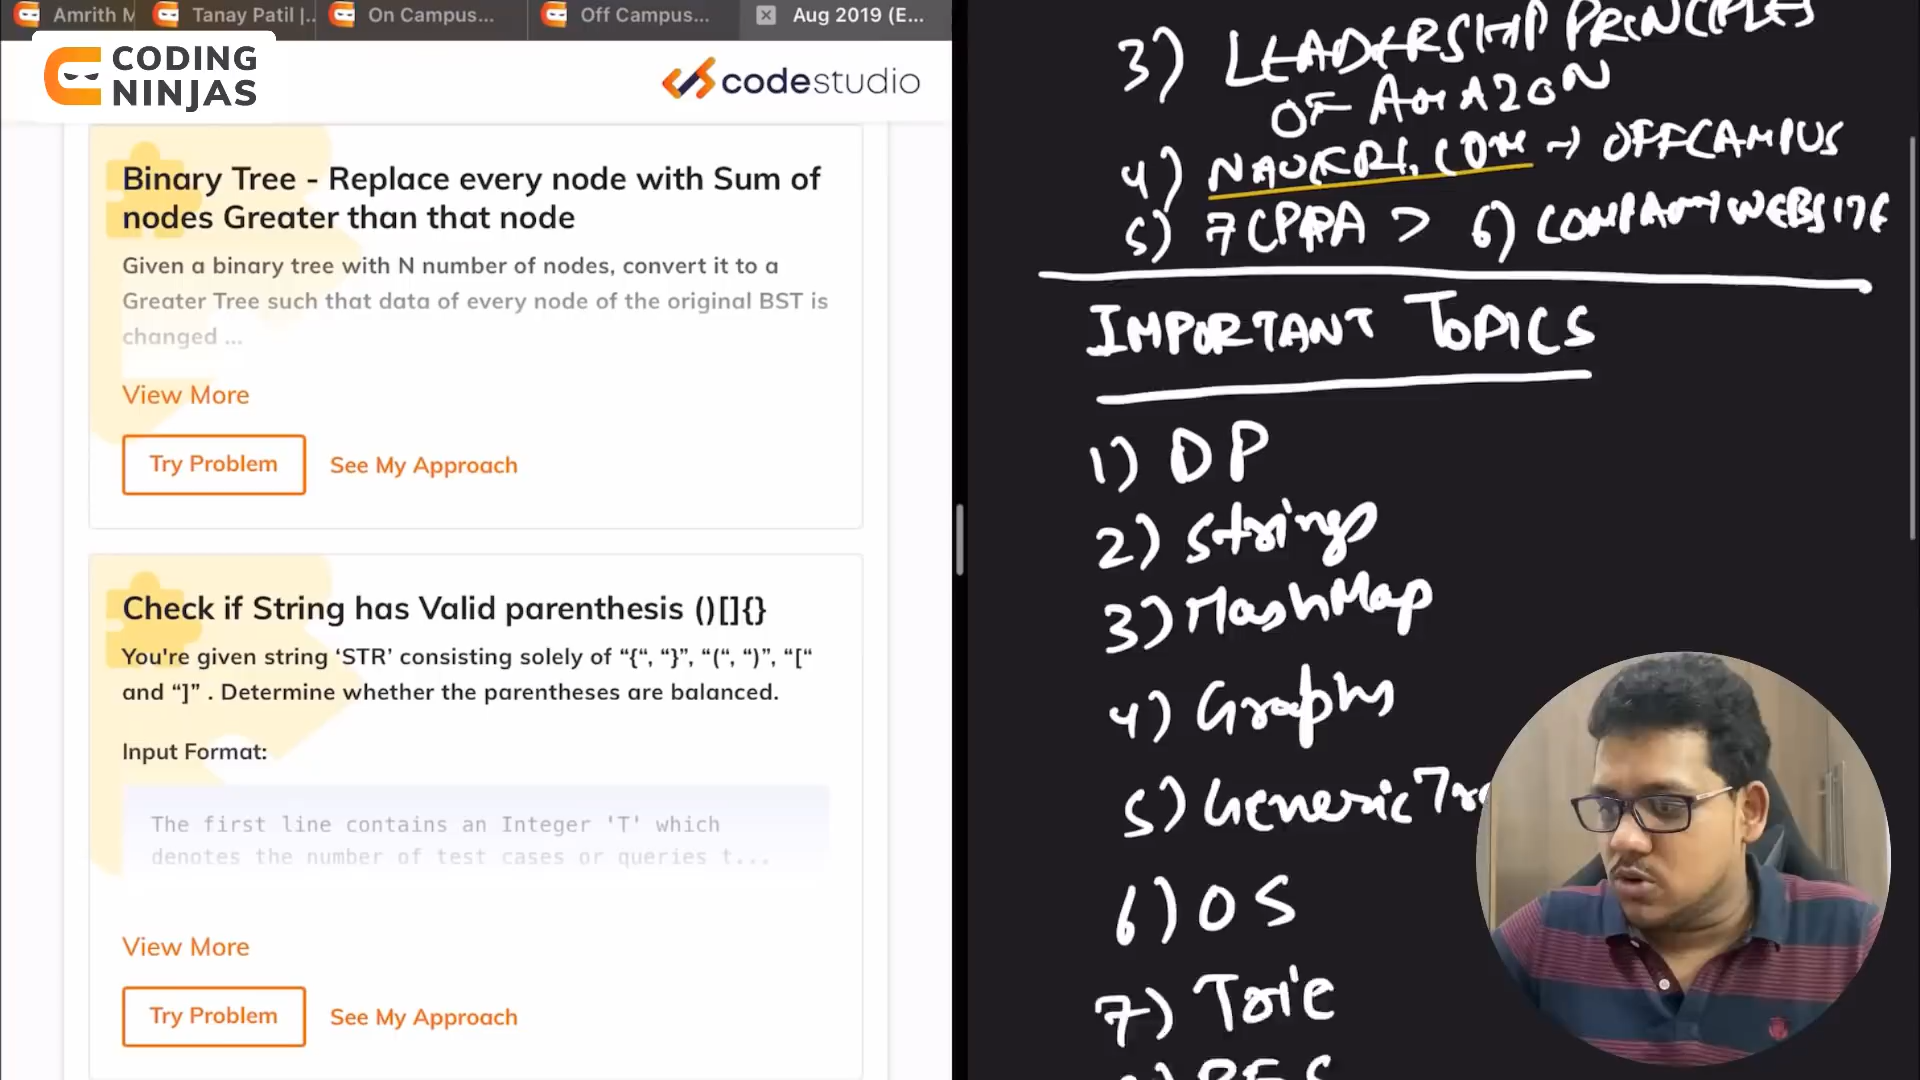 Amrith M
Tanay Patil |..
On Campus...
Off Campus...
Aug 2019 (E...
CODING
NINJAS
codestudio
Binary Tree - Replace every node with Sum of
nodes Greater than that node
Given a binary tree with N number of nodes, convert it to a
Greater Tree such that data of every node of the original BST is
changed ...
View More
Try Problem
See My Approach
Check if String has Valid parenthesis ()[]{}
You're given string ‘STR’ consisting solely of “{“, “}”, “(“, “)”, “[“
and “]” . Determine whether the parentheses are balanced.
Input Format:
The first line contains an Integer 'T' which
denotes the number of test cases or queries t...
View More
Try Problem
See My Approach
3) LEADERSHIP PRINCIPLES
OF AMAZON
4) NAUKRI.COM → OFFCAMPUS
5) 7 CPPA > 6) COMPANY WEBSITE
IMPORTANT TOPICS
1) DP
2) Strings
3) HashMap
4) Graphs
5) Generic Tre
6) OS
7) Trie